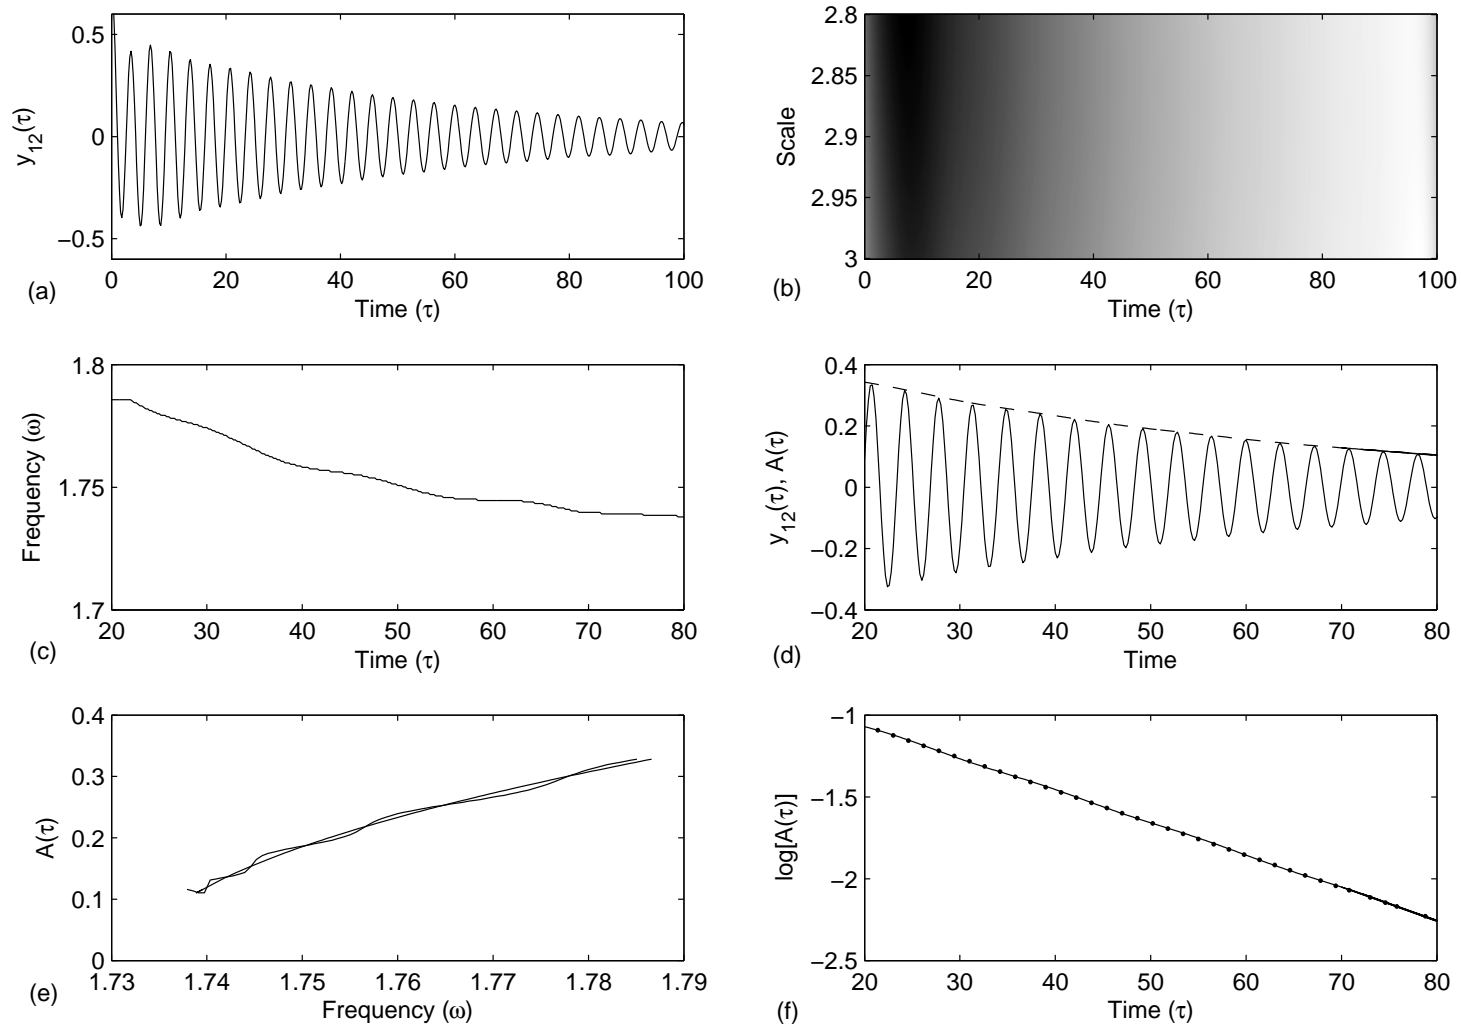 0.5
0
−0.5
y12(τ)
0 20 40 60 80 100
Time (τ)
(a)
2.8
2.85
2.9
2.95
3
Scale
0 20 40 60 80 100
Time (τ)
(b)
1.8
1.75
1.7
Frequency (ω)
20 30 40 50 60 70 80
Time (τ)
(c)
0.4
0.2
0
−0.2
−0.4
y12(τ), A(τ)
20 30 40 50 60 70 80
Time
(d)
0.4
0.3
0.2
0.1
0
A(τ)
1.73 1.74 1.75 1.76 1.77 1.78 1.79
Frequency (ω)
(e)
−1
−1.5
−2
−2.5
log[A(τ)]
20 30 40 50 60 70 80
Time (τ)
(f)